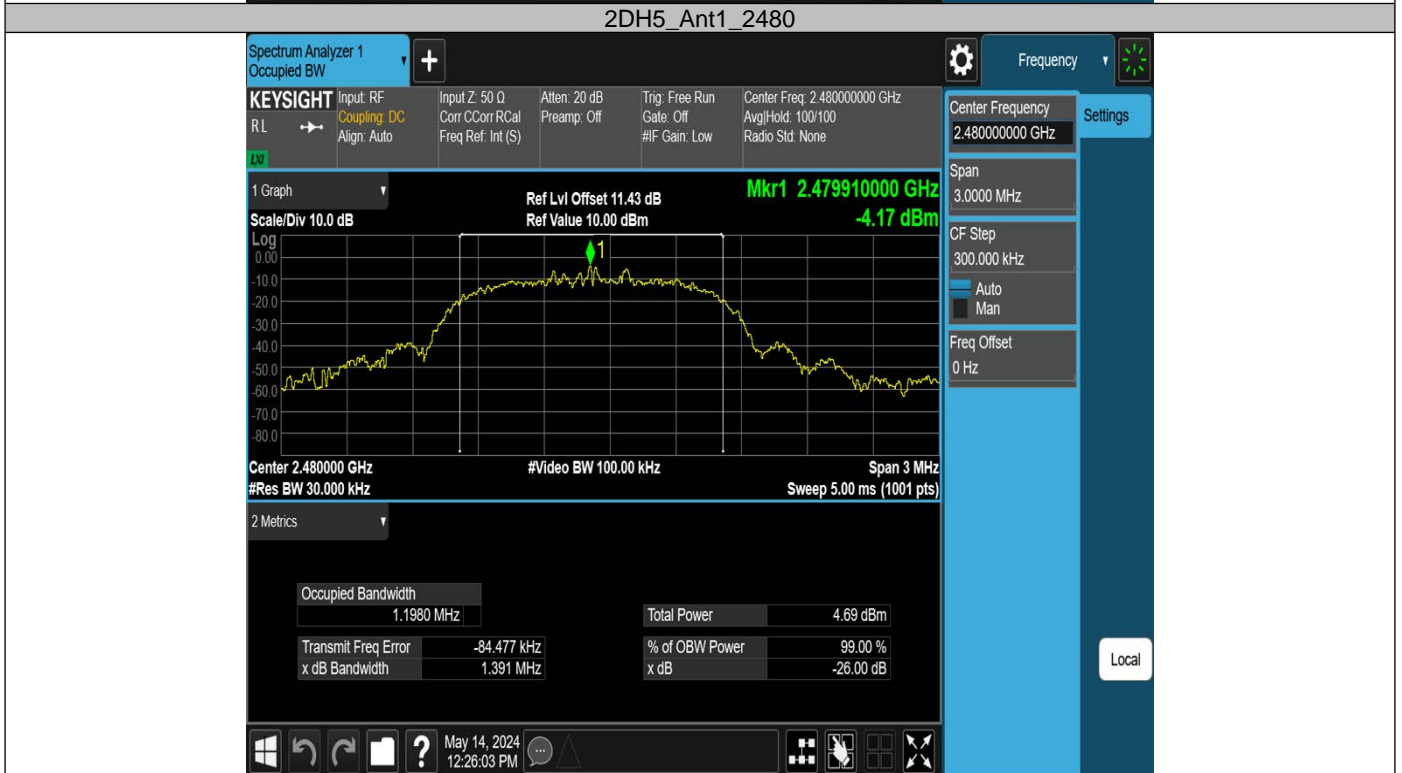 2DH5_Ant1_2480
Spectrum Analyzer 1
Occupied BW
+
Frequency
KEYSIGHT
R L
LXI
Input: RF
Coupling: DC
Align: Auto
Input Z: 50 Ω
Corr CCorr RCal
Freq Ref: Int (S)
Atten: 20 dB
Preamp: Off
Trig: Free Run
Gate: Off
#IF Gain: Low
Center Freq: 2.480000000 GHz
Avg|Hold: 100/100
Radio Std: None
Center Frequency
2.480000000 GHz
Settings
Span
3.0000 MHz
CF Step
300.000 kHz
Auto
Man
Freq Offset
0 Hz
Local
1 Graph
Scale/Div 10.0 dB
Ref Lvl Offset 11.43 dB
Ref Value 10.00 dBm
Mkr1 2.479910000 GHz
-4.17 dBm
Log
0.00
-10.0
-20.0
-30.0
-40.0
-50.0
-60.0
-70.0
-80.0
1
Center 2.480000 GHz
#Res BW 30.000 kHz
#Video BW 100.00 kHz
Span 3 MHz
Sweep 5.00 ms (1001 pts)
2 Metrics
Occupied Bandwidth
1.1980 MHz
Total Power 4.69 dBm
Transmit Freq Error -84.477 kHz
% of OBW Power 99.00 %
x dB Bandwidth 1.391 MHz
x dB -26.00 dB
?
May 14, 2024
12:26:03 PM